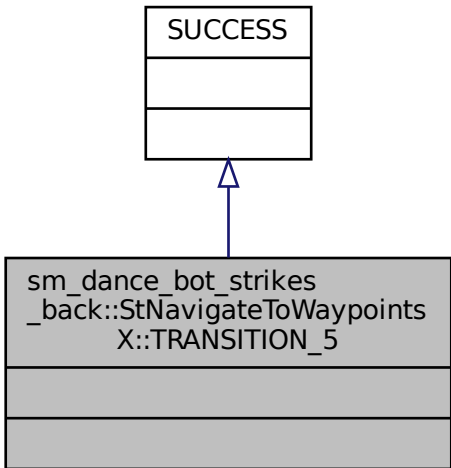 SUCCESS
sm_dance_bot_strikes
_back::StNavigateToWaypoints
X::TRANSITION_5